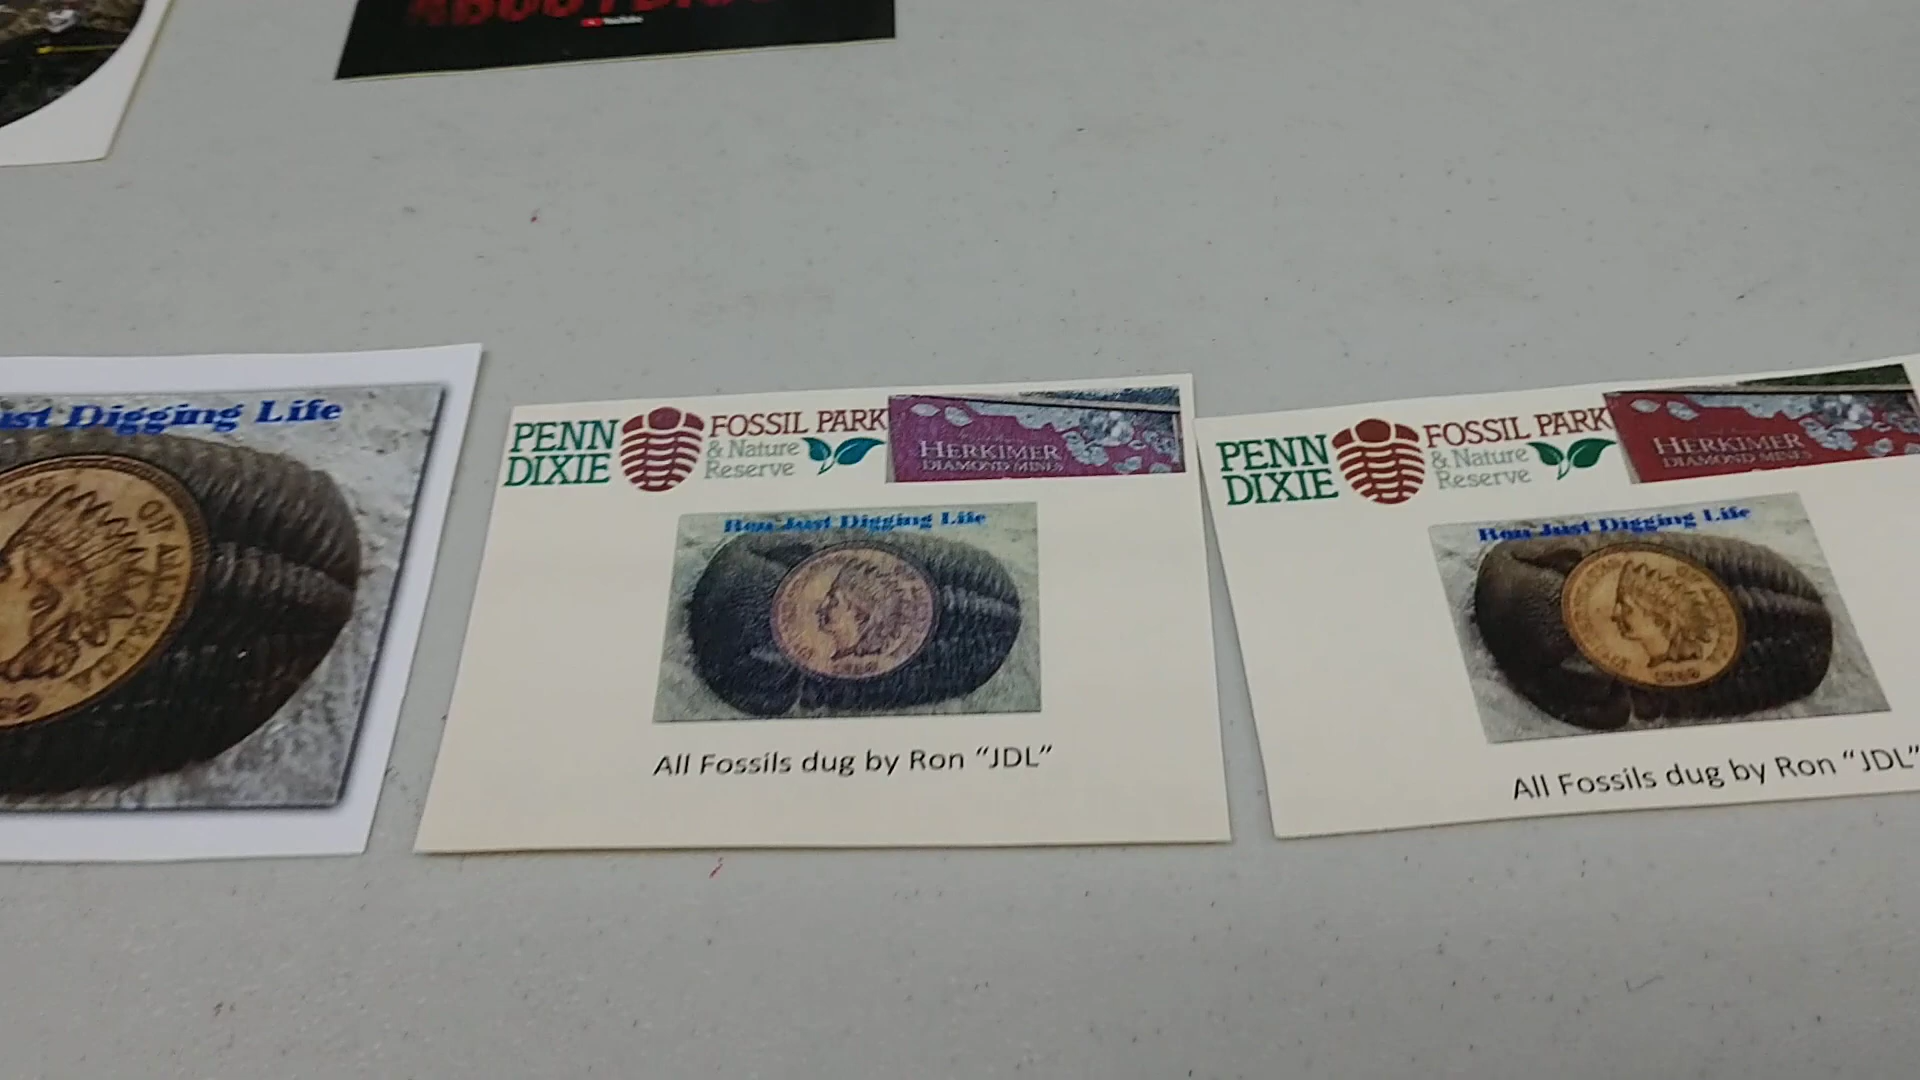 YouTube
ust Digging Life
PENN DIXIE
FOSSIL PARK
& Nature
Reserve
HERKIMER
DIAMOND MINES
Ron Just Digging Life
All Fossils dug by Ron “JDL”
PENN DIXIE
FOSSIL PARK
& Nature
Reserve
HERKIMER
DIAMOND MINES
Ron Just Digging Life
All Fossils dug by Ron “JDL”